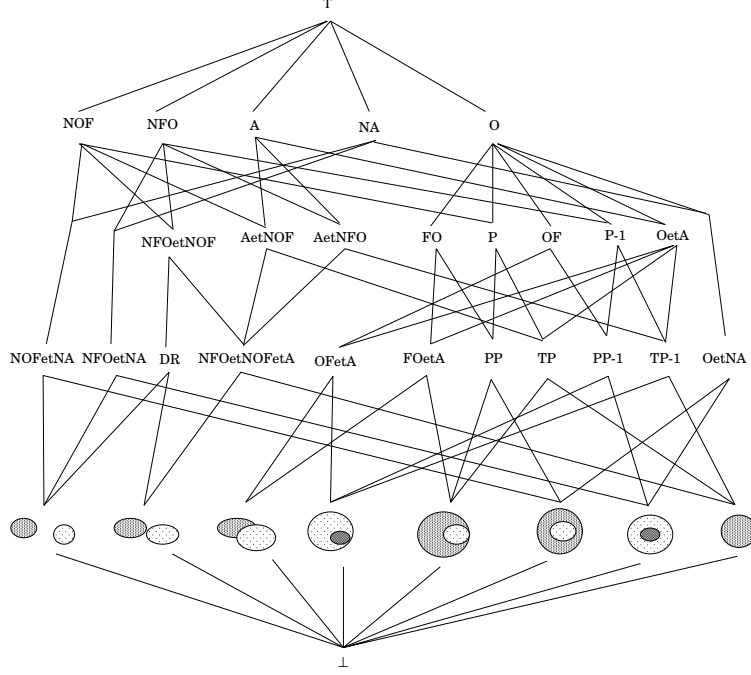 T
NOF NFO A NA O
NFOetNOF AetNOF AetNFO FO P OF P-1 OetA
NOFetNA NFOetNA DR NFOetNOFetA OFetA FOetA PP TP PP-1 TP-1 OetNA
⊥